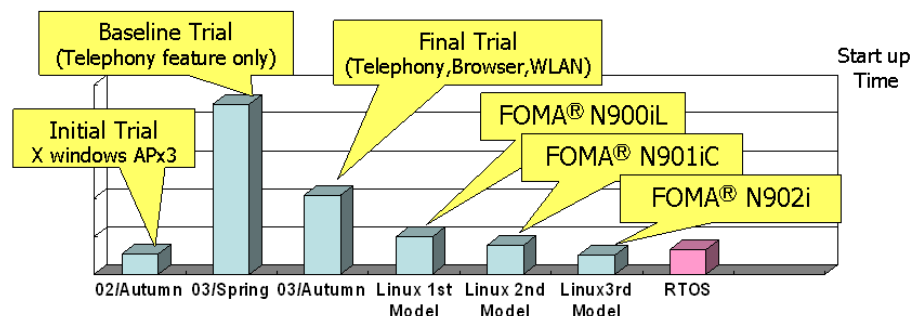 Baseline Trial
(Telephony feature only)
Final Trial
(Telephony,Browser,WLAN)
Start up
Time
Initial Trial
X windows APx3
FOMA® N900iL
FOMA® N901iC
FOMA® N902i
02/Autumn 03/Spring 03/Autumn Linux 1st Linux 2nd Linux3rd RTOS
Model Model Model